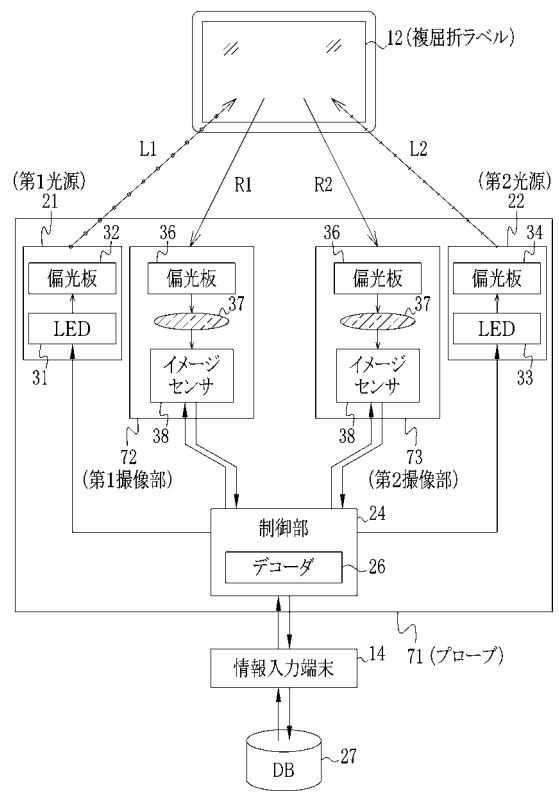 12(複屈折ラベル)
L1
L2
R1
R2
(第1光源)
21
(第2光源)
22
32
36
36
34
偏光板
偏光板
偏光板
偏光板
37
37
LED
イメージ
センサ
イメージ
センサ
LED
31
38
38
33
72
(第1撮像部)
73
(第2撮像部)
制御部
24
デコーダ
26
71(プローブ)
情報入力端末
14
DB
27